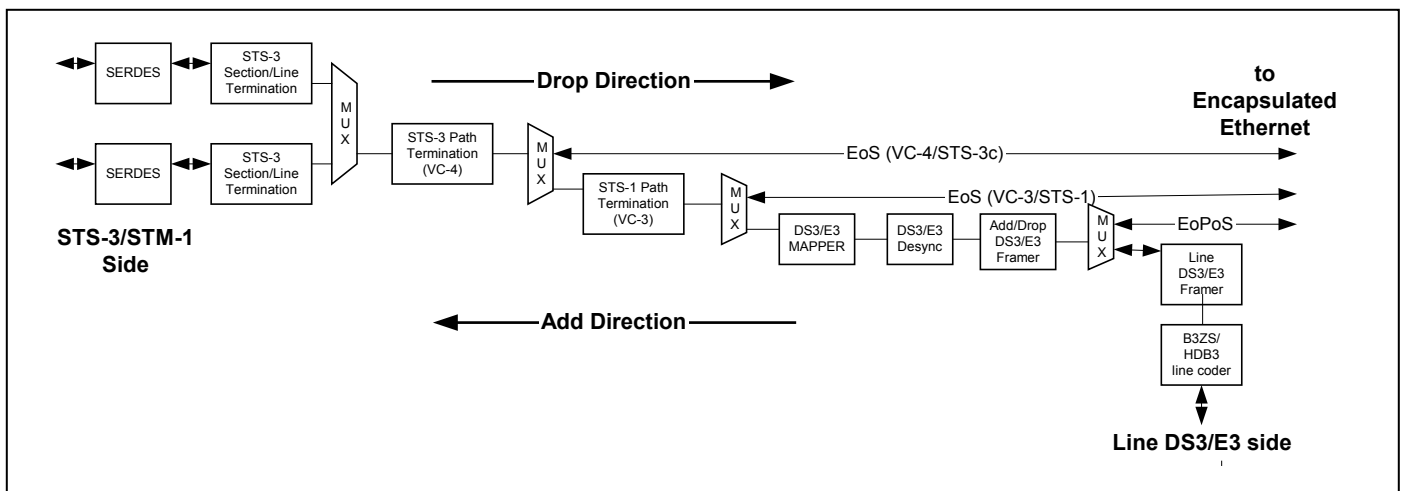 SERDES
STS-3
Section/Line
Termination
M
U
X
Drop Direction
to
Encapsulated
Ethernet
SERDES
STS-3
Section/Line
Termination
STS-3 Path
Termination
(VC-4)
M
U
X
EoS (VC-4/STS-3c)
STS-1 Path
Termination
(VC-3)
M
U
X
EoS (VC-3/STS-1)
DS3/E3
MAPPER
DS3/E3
Desync
Add/Drop
DS3/E3
Framer
M
U
X
EoPoS
STS-3/STM-1
Side
Line
DS3/E3
Framer
Add Direction
B3ZS/
HDB3
line coder
Line DS3/E3 side